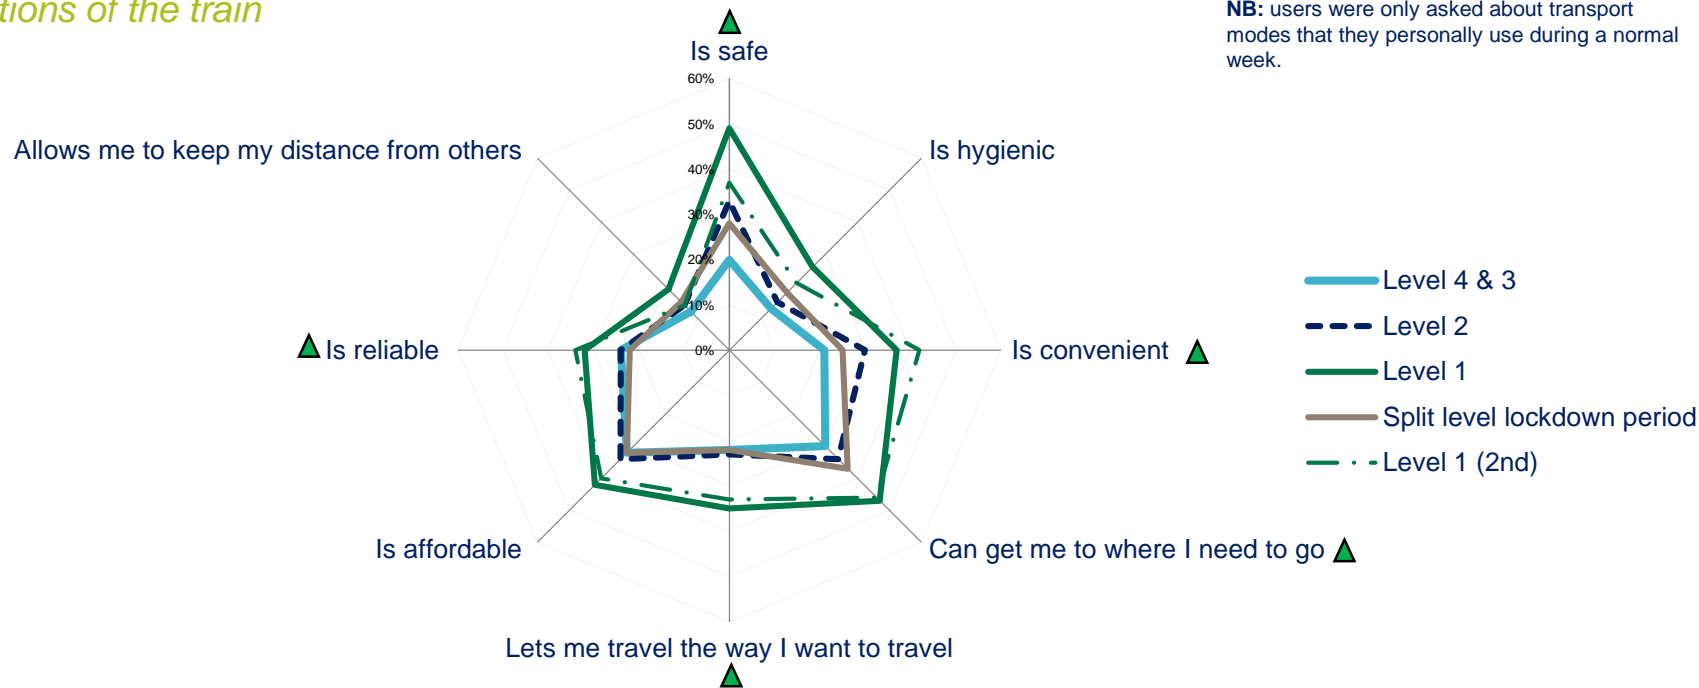 tions of the train
NB: users were only asked about transport
modes that they personally use during a normal
week.
Is safe
60%
50%
40%
30%
20%
10%
0%
Allows me to keep my distance from others
Is hygienic
Is reliable
Is convenient
Is affordable
Can get me to where I need to go
Lets me travel the way I want to travel
Level 4 & 3
Level 2
Level 1
Split level lockdown period
Level 1 (2nd)